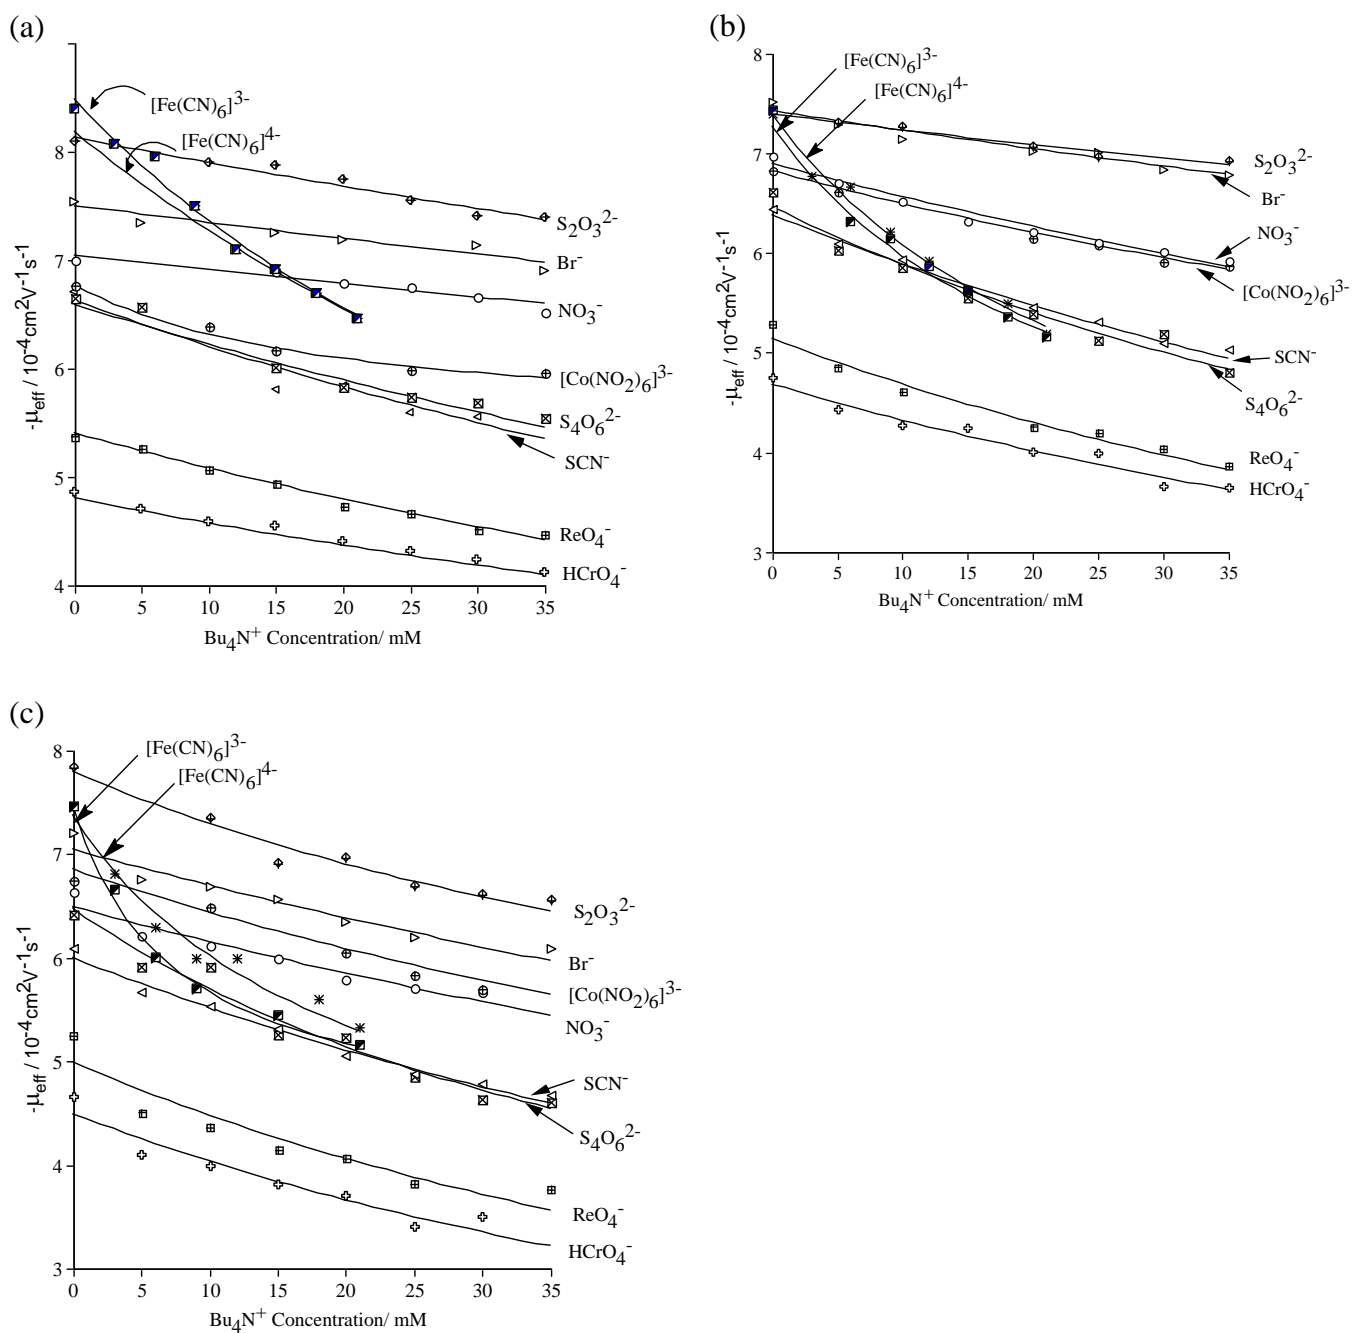 (a)
[Fe(CN)6]3-
[Fe(CN)6]4-
8
7
6
5
4
-μeff / 10-4cm2V-1s-1
S2O32-
Br-
NO3-
[Co(NO2)6]3-
S4O62-
SCN-
ReO4-
HCrO4-
0 5 10 15 20 25 30 35
Bu4N+ Concentration/ mM
(b)
[Fe(CN)6]3-
[Fe(CN)6]4-
8
7
6
5
4
3
-μeff / 10-4cm2V-1s-1
S2O32-
Br-
NO3-
[Co(NO2)6]3-
SCN-
S4O62-
ReO4-
HCrO4-
0 5 10 15 20 25 30 35
Bu4N+ Concentration/ mM
(c)
[Fe(CN)6]3-
[Fe(CN)6]4-
8
7
6
5
4
3
-μeff / 10-4cm2V-1s-1
S2O32-
Br-
[Co(NO2)6]3-
NO3-
SCN-
S4O62-
ReO4-
HCrO4-
0 5 10 15 20 25 30 35
Bu4N+ Concentration/ mM